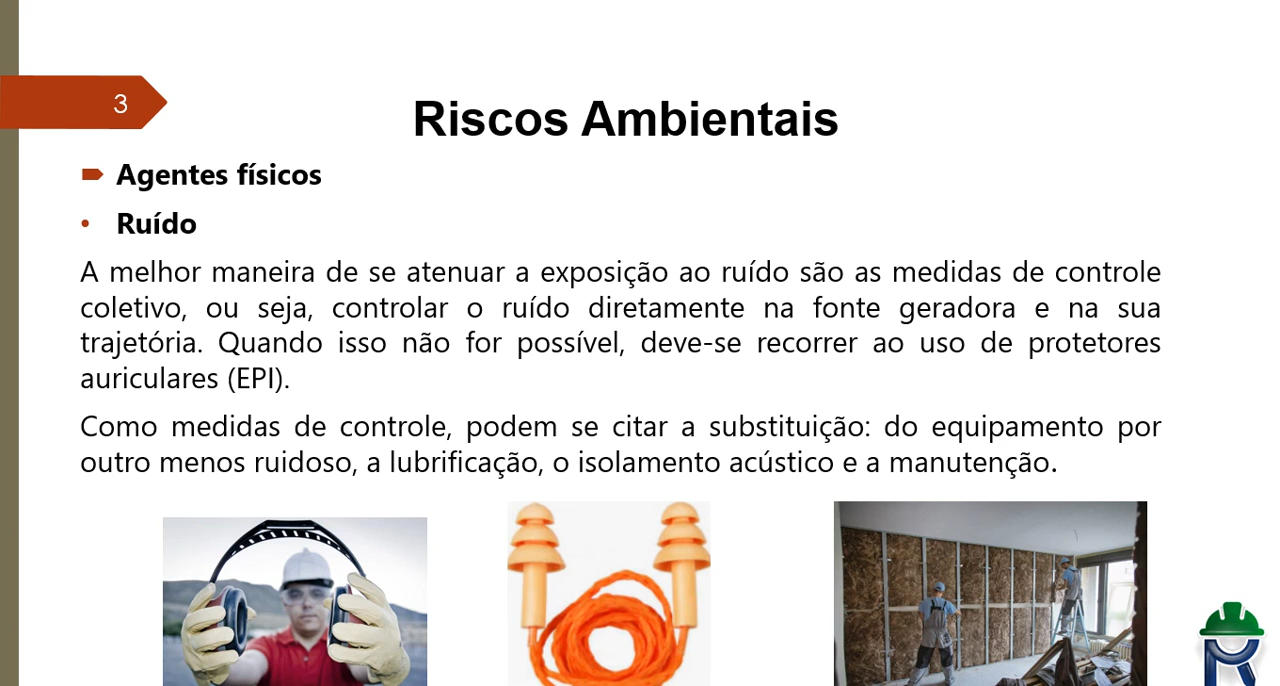 3
Riscos Ambientais
Agentes físicos
• Ruído
A melhor maneira de se atenuar a exposição ao ruído são as medidas de controle
coletivo, ou seja, controlar o ruído diretamente na fonte geradora e na sua
trajetória. Quando isso não for possível, deve-se recorrer ao uso de protetores
auriculares (EPI).
Como medidas de controle, podem se citar a substituição: do equipamento por
outro menos ruidoso, a lubrificação, o isolamento acústico e a manutenção.